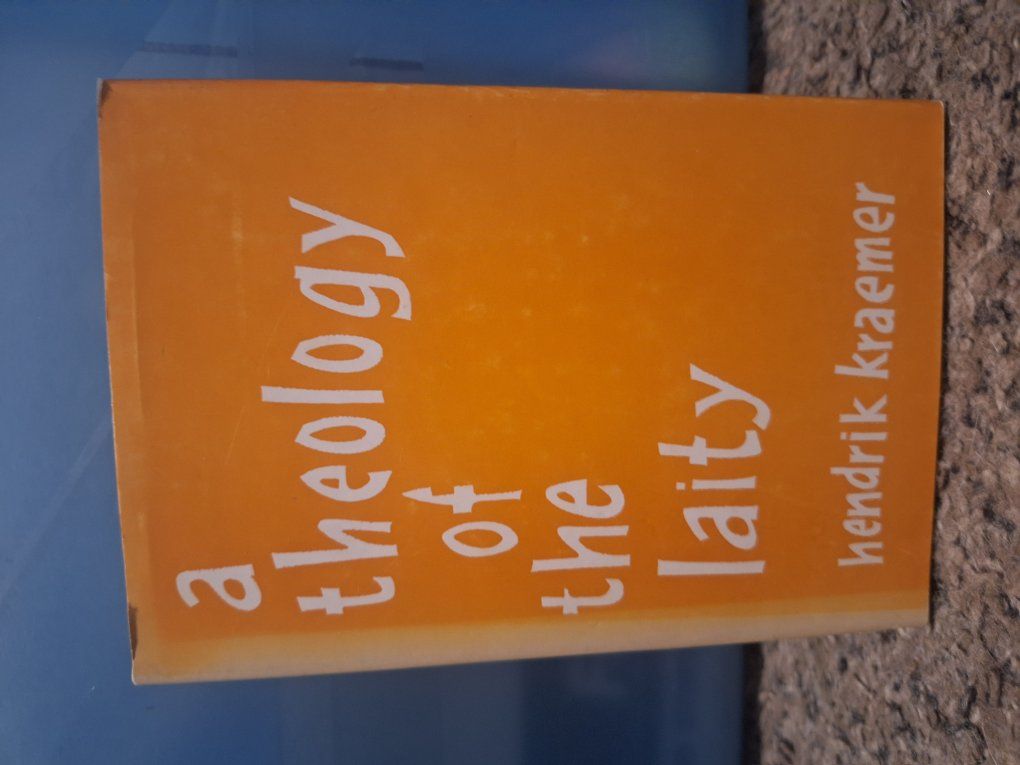 a
theology
of
the
laity
hendrik kraemer